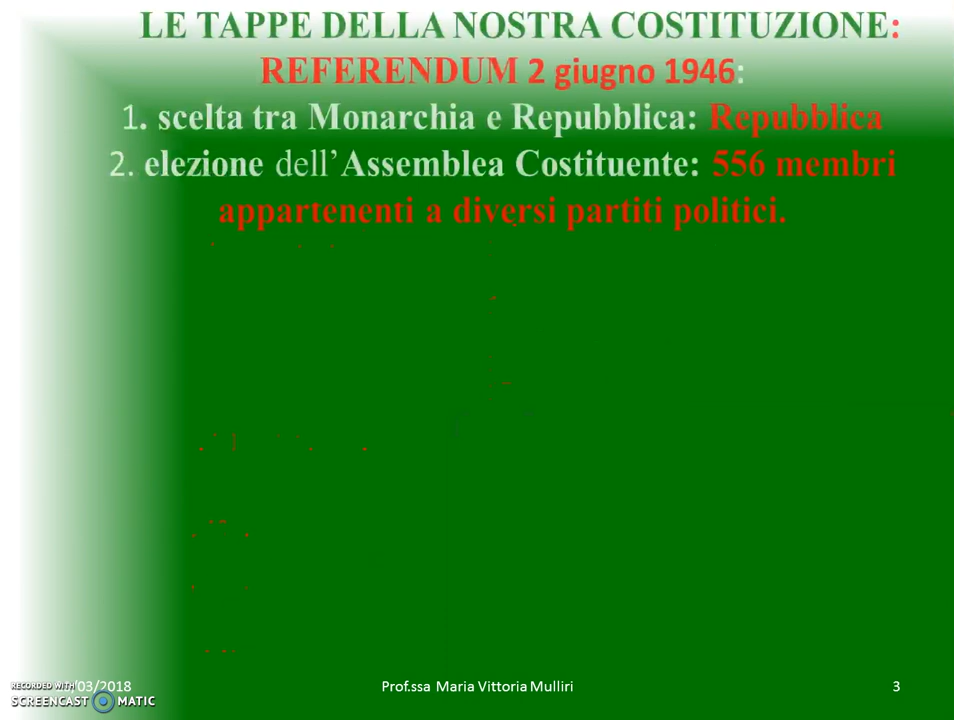 LE TAPPE DELLA NOSTRA COSTITUZIONE:
REFERENDUM 2 giugno 1946:
1. scelta tra Monarchia e Repubblica: Repubblica
2. elezione dell’Assemblea Costituente: 556 membri
appartenenti a diversi partiti politici.
/03/2018
Prof.ssa Maria Vittoria Mulliri
3
RECORDED WITH
SCREENCAST MATIC